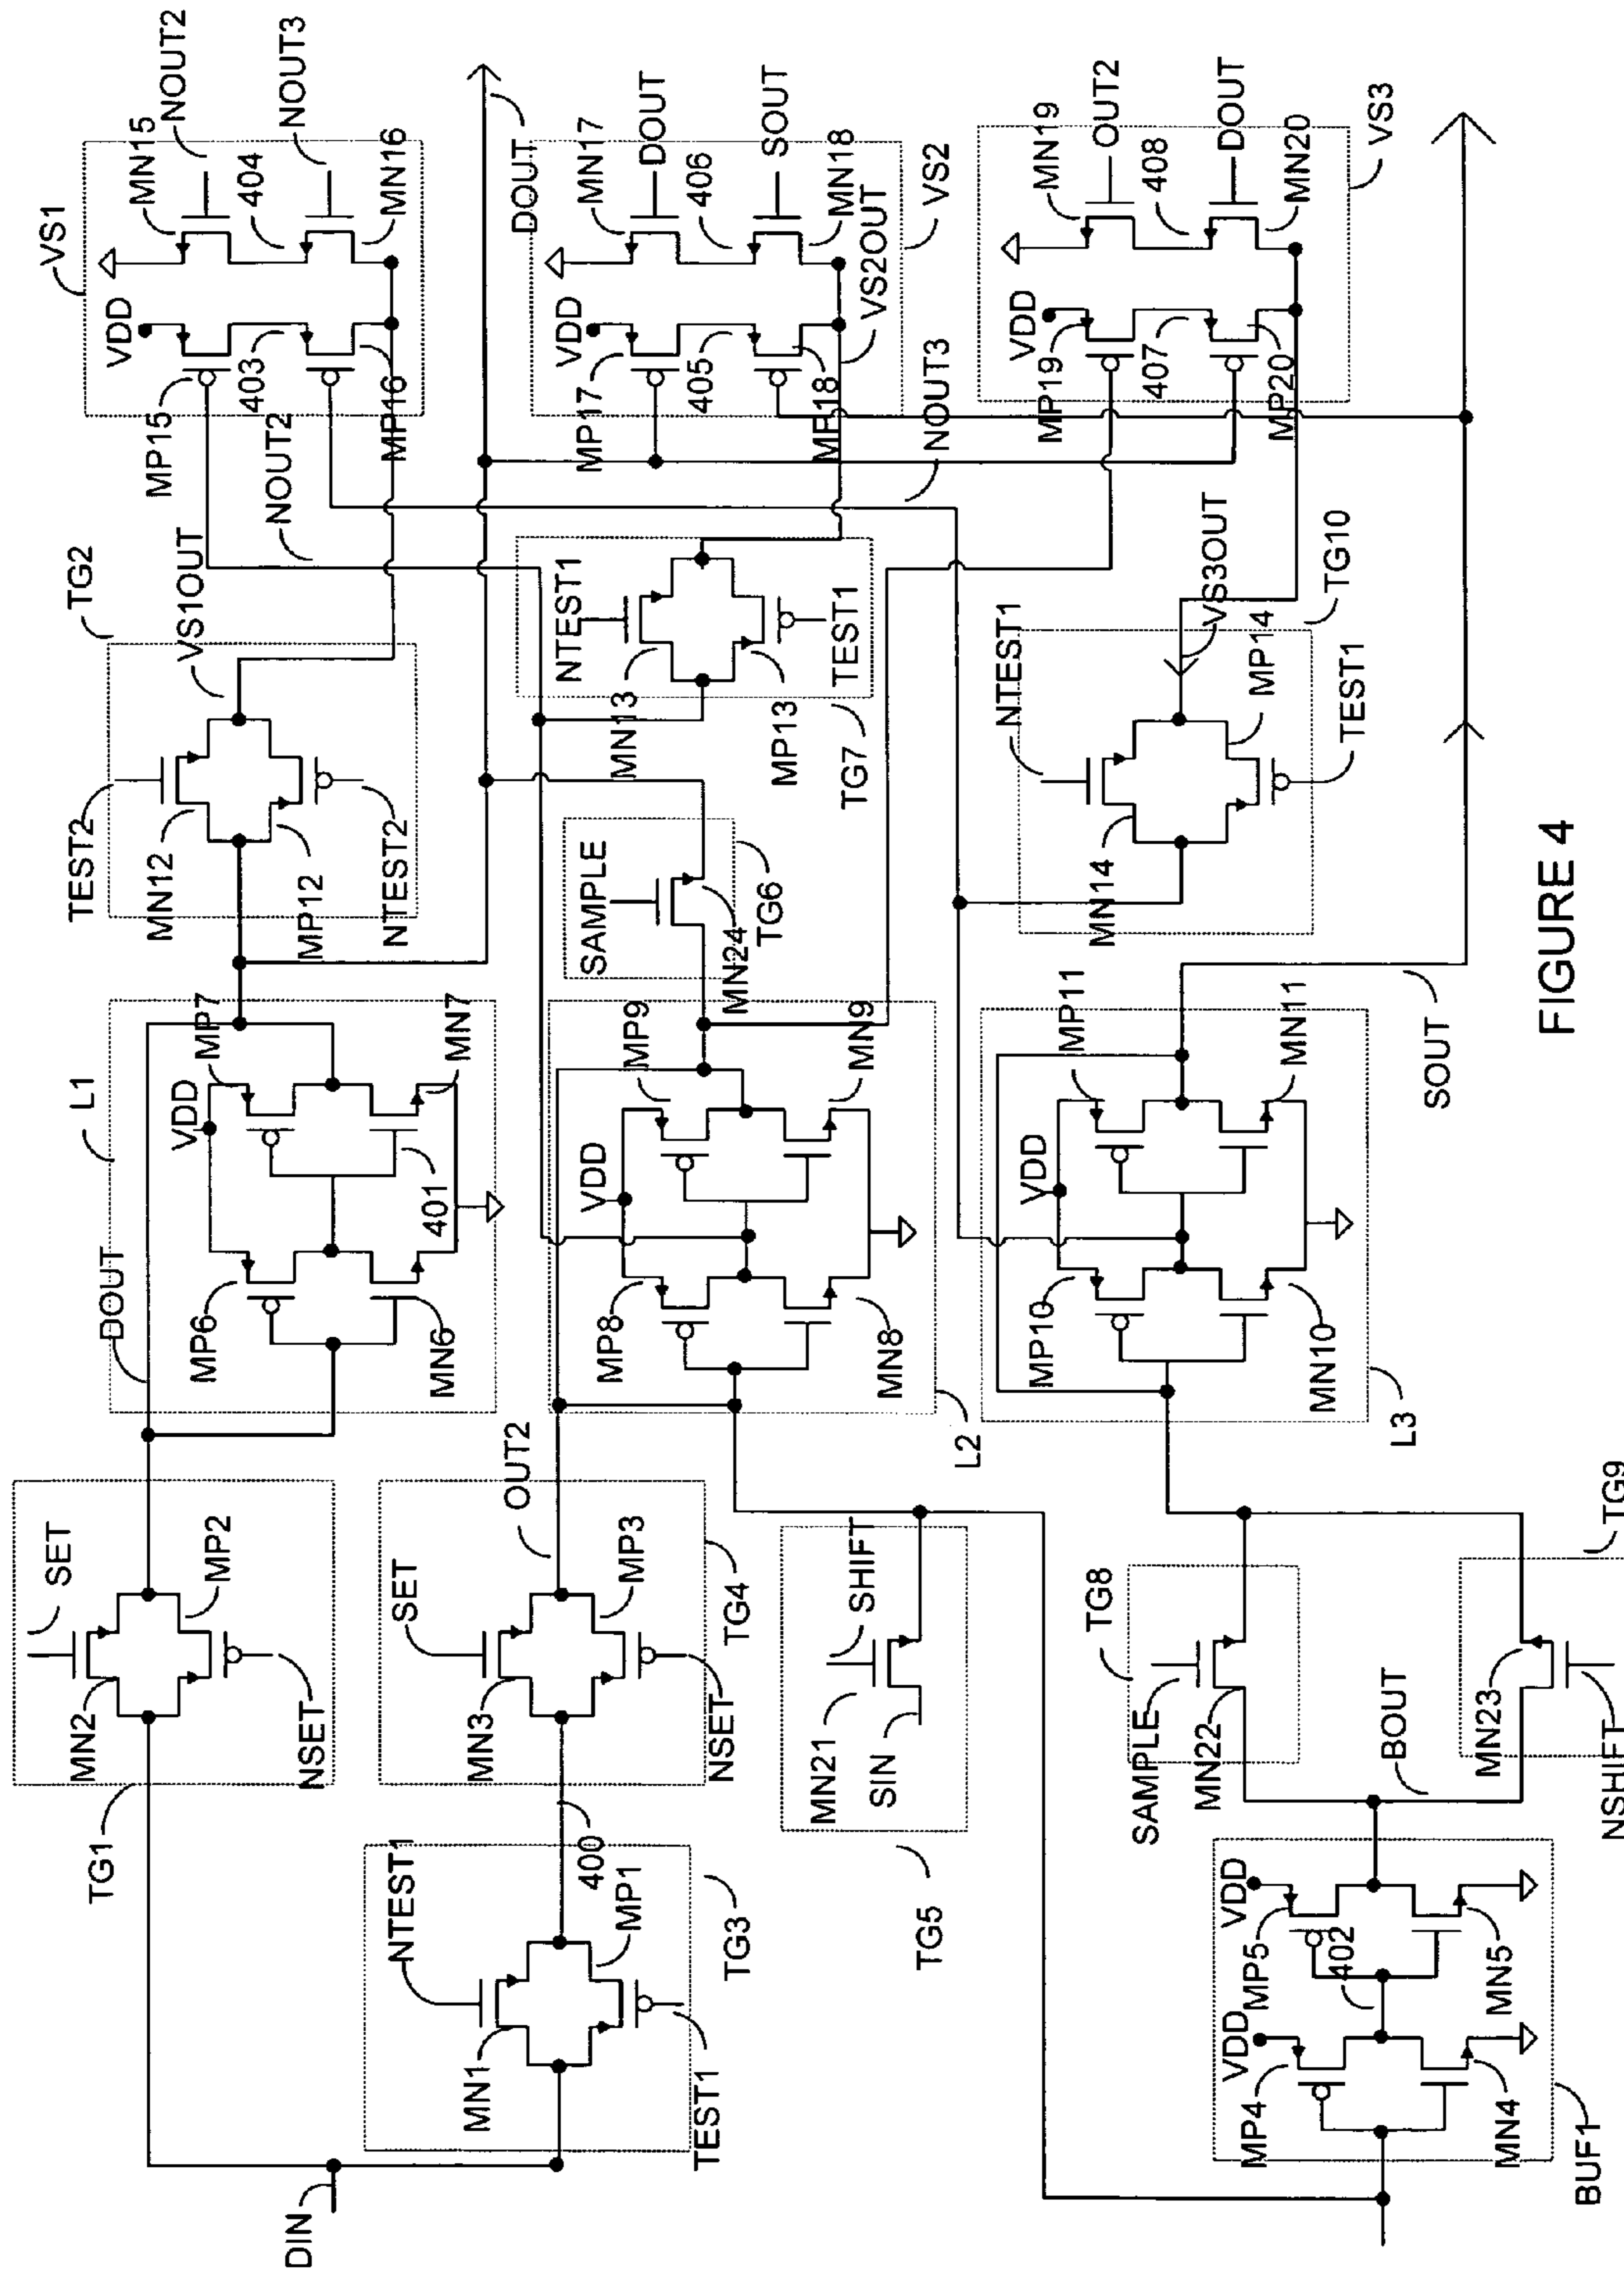 DIN
TG1
MN2
SET
MP2
NSET
DOUT
L1
VDD
MP6
MP7
MN6
401
MN7
TG2
TEST2
MN12
MP12
NTEST2
VS1OUT
VS1
VDD
MP15
403
MP16
NOUT2
MN15
NOUT2
404
NOUT3
MN16
DOUT
TG3
NTEST1
MN1
MP1
TEST1
400
TG4
SET
MN3
MP3
NSET
OUT2
L2
VDD
MP8
MP9
MN8
MN9
TG6
SAMPLE
MN24
TG7
NTEST1
MN13
MP13
TEST1
VS2
VDD
MP17
405
MP18
MN17
DOUT
406
SOUT
MN18
VS2OUT
NOUT3
TG5
MN21
SHIFT
SIN
TG8
SAMPLE
MN22
BOUT
TG9
MN23
NSHIFT
BUF1
VDD
VDD
MP4
MP5
402
MN4
MN5
L3
VDD
MP10
MP11
MN10
MN11
SOUT
TG10
NTEST1
MN14
MP14
TEST1
VS3OUT
VS3
VDD
MP19
407
MP20
MN19
OUT2
408
DOUT
MN20
FIGURE 4